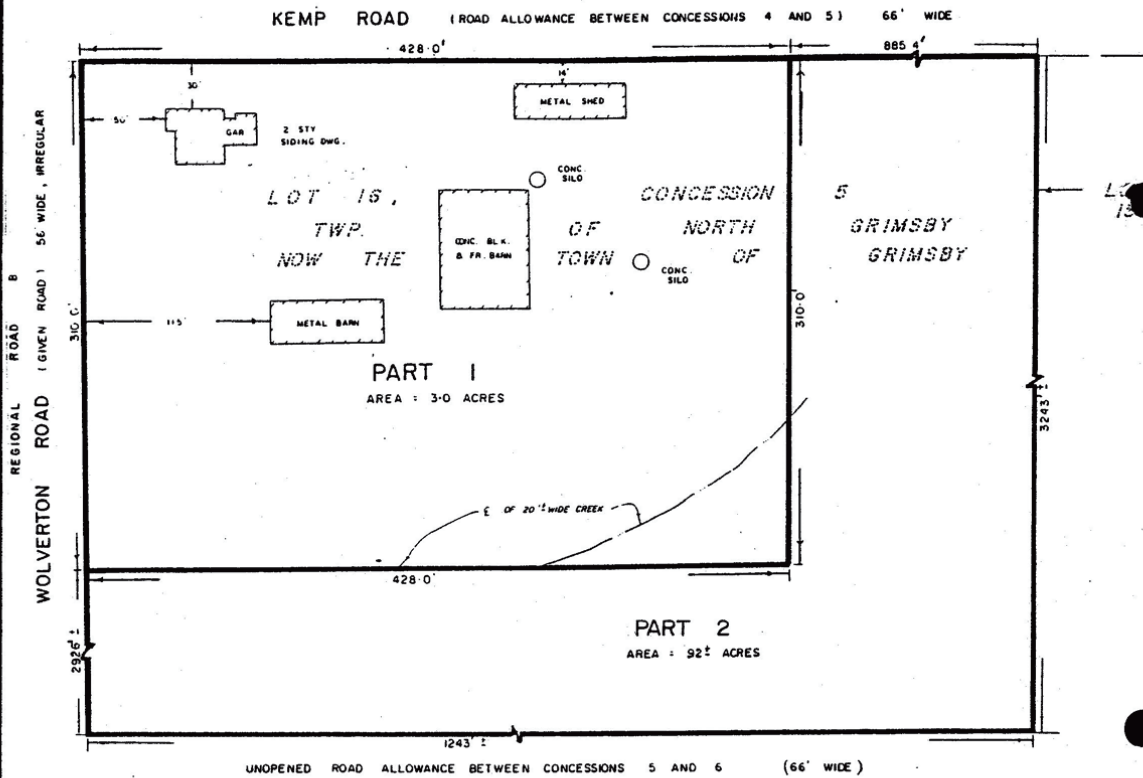 KEMP ROAD (ROAD ALLOWANCE BETWEEN CONCESSIONS 4 AND 5) 66' WIDE
428·0'
885·4'
30'
14'
METAL SHED
50'
GAR
2 STY
SIDING DWG.
CONC.
SILO
LOT 16, CONCESSION 5
TWP. OF NORTH GRIMSBY
NOW THE TOWN OF GRIMSBY
CONC. BLK.
& FR. BARN
CONC.
SILO
310·0'
310·0'
115'
METAL BARN
PART 1
AREA = 3·0 ACRES
REGIONAL ROAD 8
WOLVERTON ROAD (GIVEN ROAD) 56' WIDE, IRREGULAR
3243'±
℄ OF 20'± WIDE CREEK
428·0'
PART 2
AREA = 92± ACRES
2926'±
1243'±
UNOPENED ROAD ALLOWANCE BETWEEN CONCESSIONS 5 AND 6 (66' WIDE)